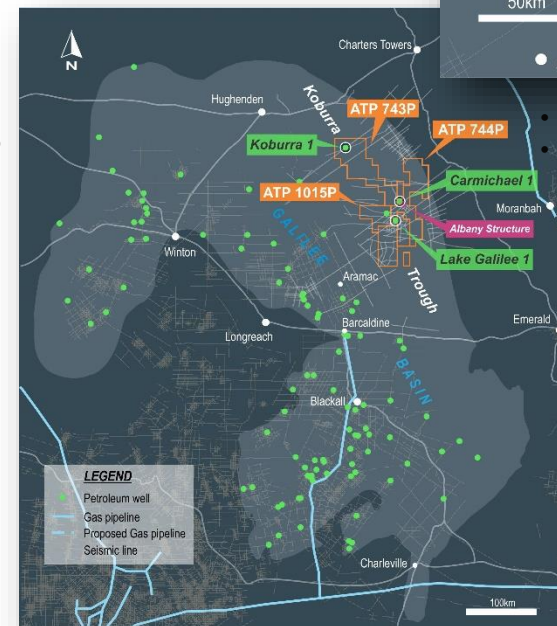 50km
N
Charters Towers
Hughenden
Koburra
ATP 743P
ATP 744P
Koburra 1
Carmichael 1
ATP 1015P
Moranbah
Albany Structure
GALILEE
Winton
Lake Galilee 1
Aramac
Trough
Barcaldine
Emerald
Longreach
BASIN
Blackall
LEGEND
Petroleum well
Gas pipeline
Proposed Gas pipeline
Seismic line
Charleville
100km